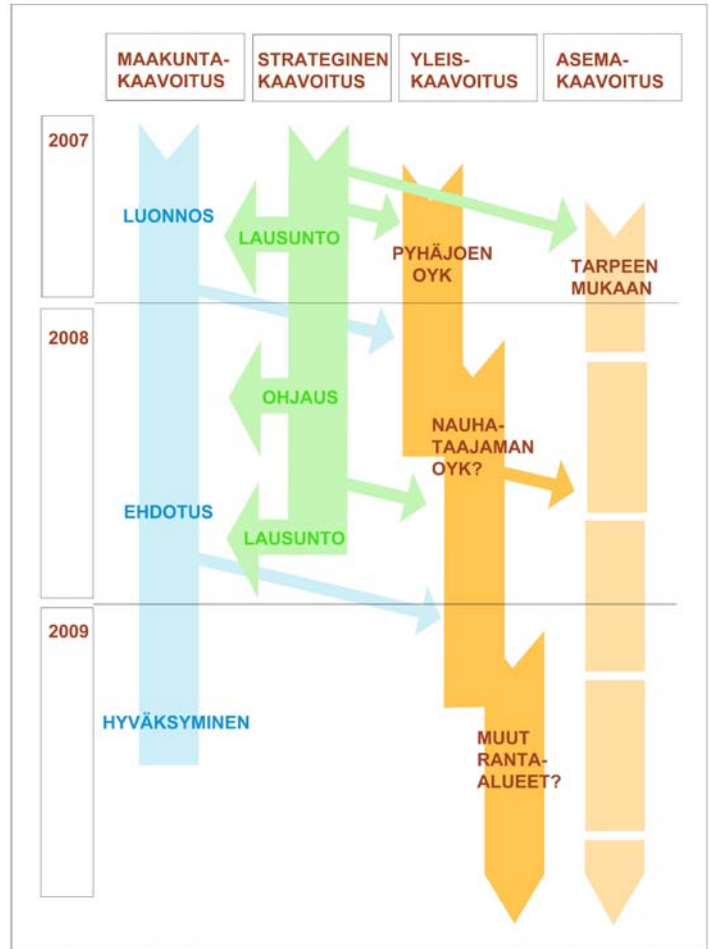 MAAKUNTA-
KAAVOITUS
STRATEGINEN
KAAVOITUS
YLEIS-
KAAVOITUS
ASEMA-
KAAVOITUS
2007
LUONNOS
LAUSUNTO
PYHÄJOEN
OYK
TARPEEN
MUKAAN
2008
OHJAUS
NAUHA-
TAAJAMAN
OYK?
EHDOTUS
LAUSUNTO
2009
HYVÄKSYMINEN
MUUT
RANTA-
ALUEET?